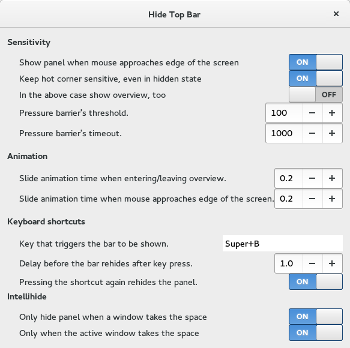 Hide Top Bar ×
Sensitivity
Show panel when mouse approaches edge of the screen ON
Keep hot corner sensitive, even in hidden state ON
In the above case show overview, too OFF
Pressure barrier's threshold. 100 − +
Pressure barrier's timeout. 1000 − +
Animation
Slide animation time when entering/leaving overview. 0.2 − +
Slide animation time when mouse approaches edge of the screen. 0.2 − +
Keyboard shortcuts
Key that triggers the bar to be shown. Super+B
Delay before the bar rehides after key press. 1.0 − +
Pressing the shortcut again rehides the panel. ON
Intellihide
Only hide panel when a window takes the space ON
Only when the active window takes the space ON